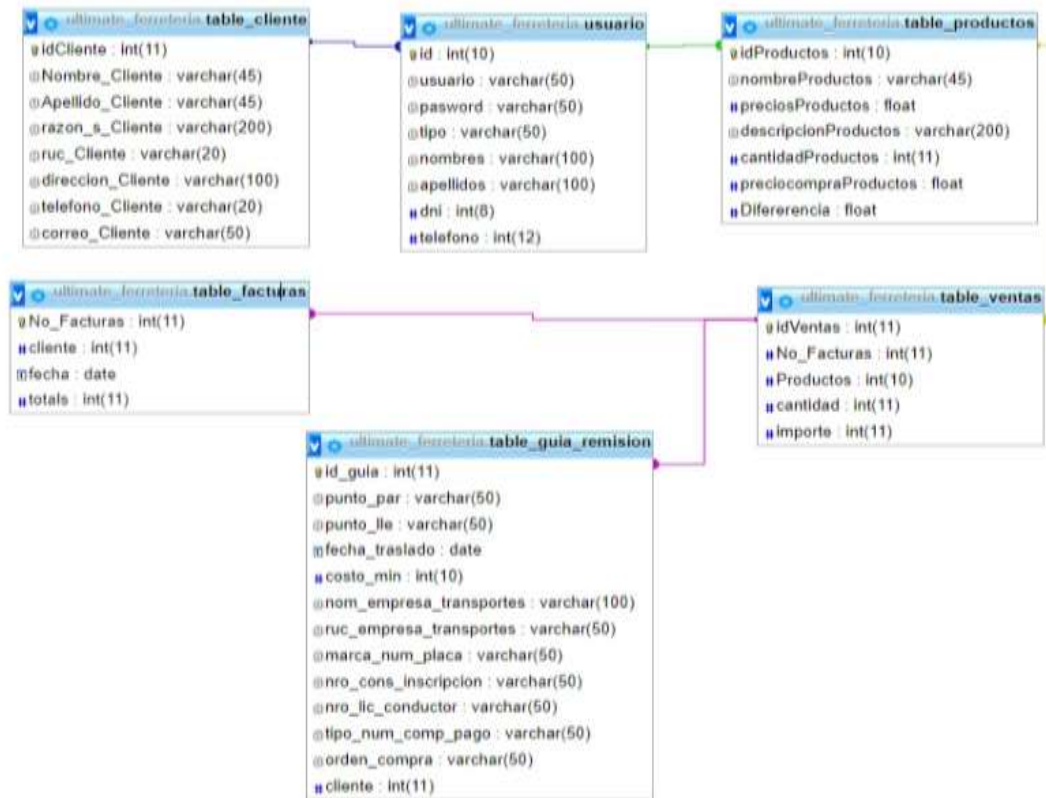 ultimate_ferreteria.table_cliente
idCliente : int(11)
Nombre_Cliente : varchar(45)
Apellido_Cliente : varchar(45)
razon_s_Cliente : varchar(200)
ruc_Cliente : varchar(20)
direccion_Cliente : varchar(100)
telefono_Cliente : varchar(20)
correo_Cliente : varchar(50)
ultimate_ferreteria.usuario
id : int(10)
usuario : varchar(50)
pasword : varchar(50)
tipo : varchar(50)
nombres : varchar(100)
apellidos : varchar(100)
dni : int(8)
telefono : int(12)
ultimate_ferreteria.table_productos
idProductos : int(10)
nombreProductos : varchar(45)
preciosProductos : float
descripcionProductos : varchar(200)
cantidadProductos : int(11)
preciocompraProductos : float
Difererencia : float
ultimate_ferreteria.table_facturas
No_Facturas : int(11)
cliente : int(11)
fecha : date
totals : int(11)
ultimate_ferreteria.table_ventas
idVentas : int(11)
No_Facturas : int(11)
Productos : int(10)
cantidad : int(11)
importe : int(11)
ultimate_ferreteria.table_guia_remision
id_guia : int(11)
punto_par : varchar(50)
punto_lle : varchar(50)
fecha_traslado : date
costo_min : int(10)
nom_empresa_transportes : varchar(100)
ruc_empresa_transportes : varchar(50)
marca_num_placa : varchar(50)
nro_cons_inscripcion : varchar(50)
nro_lic_conductor : varchar(50)
tipo_num_comp_pago : varchar(50)
orden_compra : varchar(50)
cliente : int(11)